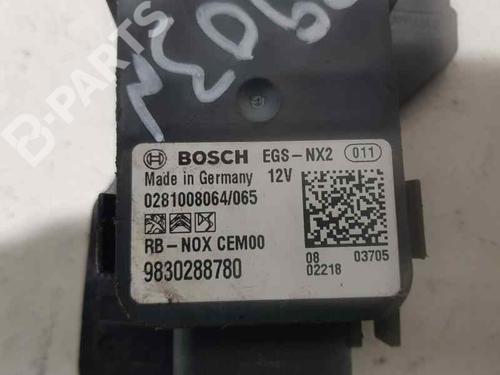 B-Parts
BOSCH EGS-NX2 011
Made in Germany 12V
0281008064/065
RB-NOX CEM00
9830288780
08 03705
02218